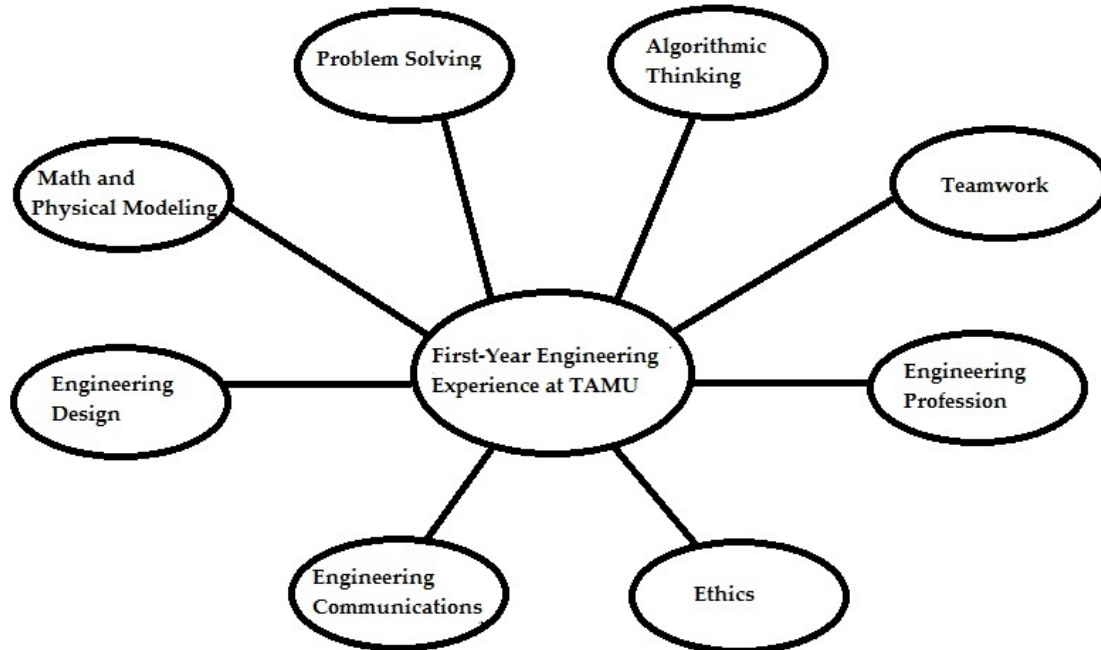 Problem Solving
Algorithmic
Thinking
Math and
Physical Modeling
Teamwork
First-Year Engineering
Experience at TAMU
Engineering
Design
Engineering
Profession
Engineering
Communications
Ethics